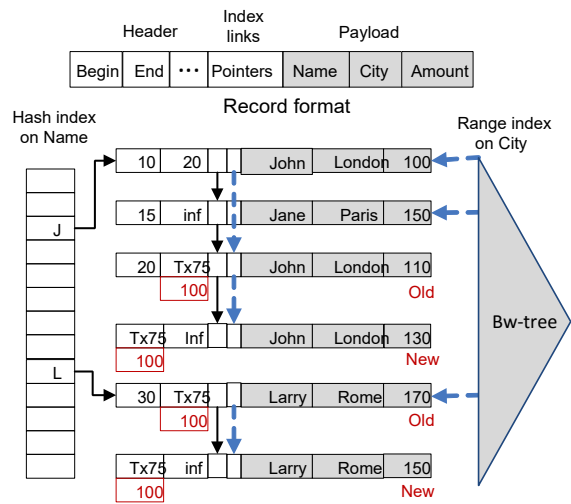 Header Index links Payload
Begin End ••• Pointers Name City Amount
Record format
Hash index on Name
Range index on City
10 20 John London 100
15 inf Jane Paris 150
J
20 Tx75 John London 110
100 Old
Tx75 Inf John London 130
100 New
Bw-tree
L
30 Tx75 Larry Rome 170
100 Old
Tx75 inf Larry Rome 150
100 New